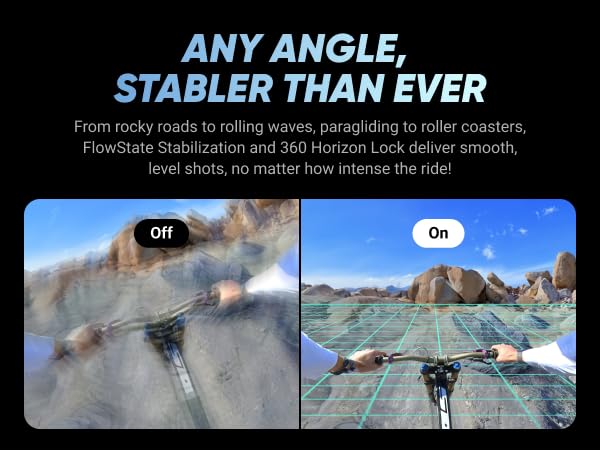 ANY ANGLE,
STABLER THAN EVER
From rocky roads to rolling waves, paragliding to roller coasters,
FlowState Stabilization and 360 Horizon Lock deliver smooth,
level shots, no matter how intense the ride!
Off
On